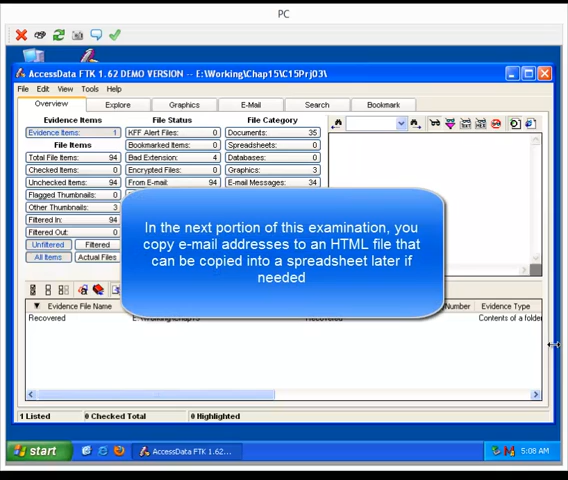 PC
AccessData FTK 1.62 DEMO VERSION -- E:\Working\Chap15\C15Prj03\
File Edit View Tools Help
Overview Explore Graphics E-Mail Search Bookmark
Evidence Items File Status File Category
Evidence Items: 1 KFF Alert Files: 0 Documents: 35
File Items Bookmarked Items: 0 Spreadsheets: 0
Total File Items: 94 Bad Extension: 4 Databases: 0
Checked Items: 0 Encrypted Files: 0 Graphics: 3
Unchecked Items: 94 From E-mail: 94 E-mail Messages: 34
Flagged Thumbnails: 0
Other Thumbnails: 3
Filtered In: 94
Filtered Out: 0
Unfiltered Filtered
All Items Actual Files
In the next portion of this examination, you
copy e-mail addresses to an HTML file that
can be copied into a spreadsheet later if
needed
Evidence File Name Number Evidence Type
Recovered Contents of a folder
1 Listed 0 Checked Total 0 Highlighted
start AccessData FTK 1.62... 5:08 AM